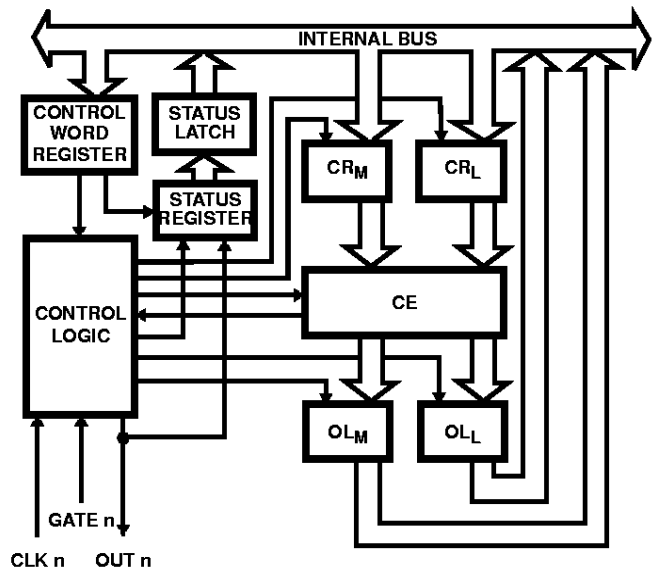 INTERNAL BUS
CONTROL
WORD
REGISTER
STATUS
LATCH
STATUS
REGISTER
CRM
CRL
CONTROL
LOGIC
CE
OLM
OLL
GATE n
CLK n
OUT n